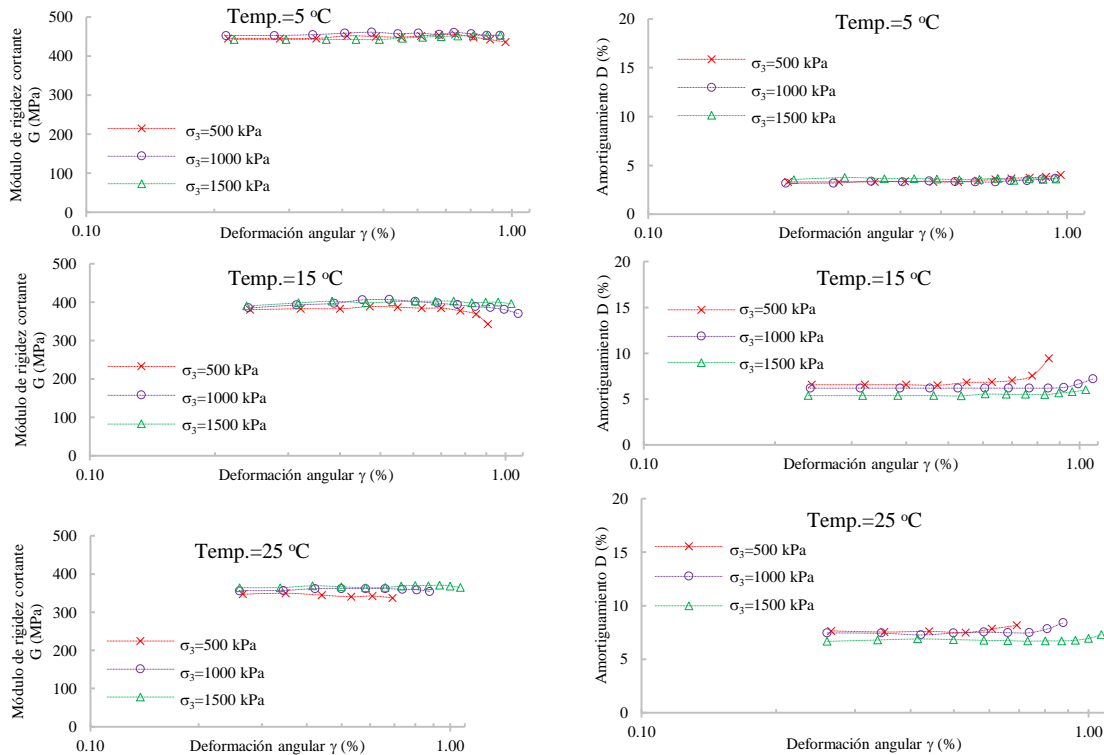 Temp.=5 °C
Módulo de rigidez cortante
G (MPa)
500
400
300
200
100
0
σ₃=500 kPa
σ₃=1000 kPa
σ₃=1500 kPa
0.10
1.00
Deformación angular γ (%)
Temp.=5 °C
Amortiguamiento D (%)
20
15
10
5
0
σ₃=500 kPa
σ₃=1000 kPa
σ₃=1500 kPa
0.10
1.00
Deformación angular γ (%)
Temp.=15 °C
Módulo de rigidez cortante
G (MPa)
500
400
300
200
100
0
σ₃=500 kPa
σ₃=1000 kPa
σ₃=1500 kPa
0.10
1.00
Deformación angular γ (%)
Temp.=15 °C
Amortiguamiento D (%)
20
15
10
5
0
σ₃=500 kPa
σ₃=1000 kPa
σ₃=1500 kPa
0.10
1.00
Deformación angular γ (%)
Temp.=25 °C
Módulo de rigidez cortante
G (MPa)
500
400
300
200
100
0
σ₃=500 kPa
σ₃=1000 kPa
σ₃=1500 kPa
0.10
1.00
Deformación angular γ (%)
Temp.=25 °C
Amortiguamiento D (%)
20
15
10
5
0
σ₃=500 kPa
σ₃=1000 kPa
σ₃=1500 kPa
0.10
1.00
Deformación angular γ (%)